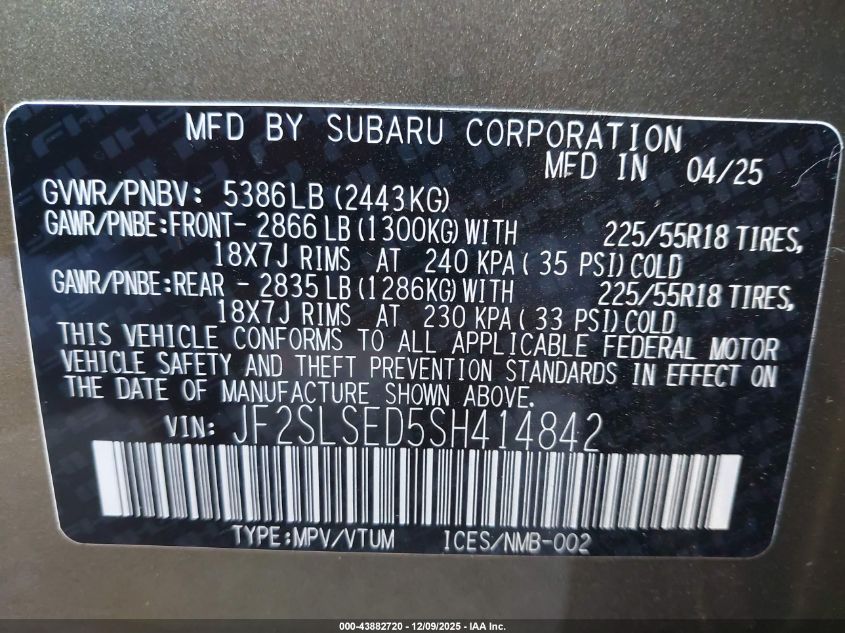 MFD BY SUBARU CORPORATION
MFD IN 04/25
GVWR/PNBV: 5386LB (2443KG)
GAWR/PNBE:FRONT- 2866 LB (1300KG) WITH 225/55R18 TIRES,
18X7J RIMS AT 240 KPA ( 35 PSI) COLD
GAWR/PNBE:REAR - 2835 LB (1286KG) WITH 225/55R18 TIRES,
18X7J RIMS AT 230 KPA ( 33 PSI) COLD
THIS VEHICLE CONFORMS TO ALL APPLICABLE FEDERAL MOTOR
VEHICLE SAFETY AND THEFT PREVENTION STANDARDS IN EFFECT ON
THE DATE OF MANUFACTURE SHOWN ABOVE.
VIN: JF2SLSED5SH414842
TYPE:MPV/VTUM ICES/NMB-002
000-43882720 | 12/09/2025 - IAA Inc.